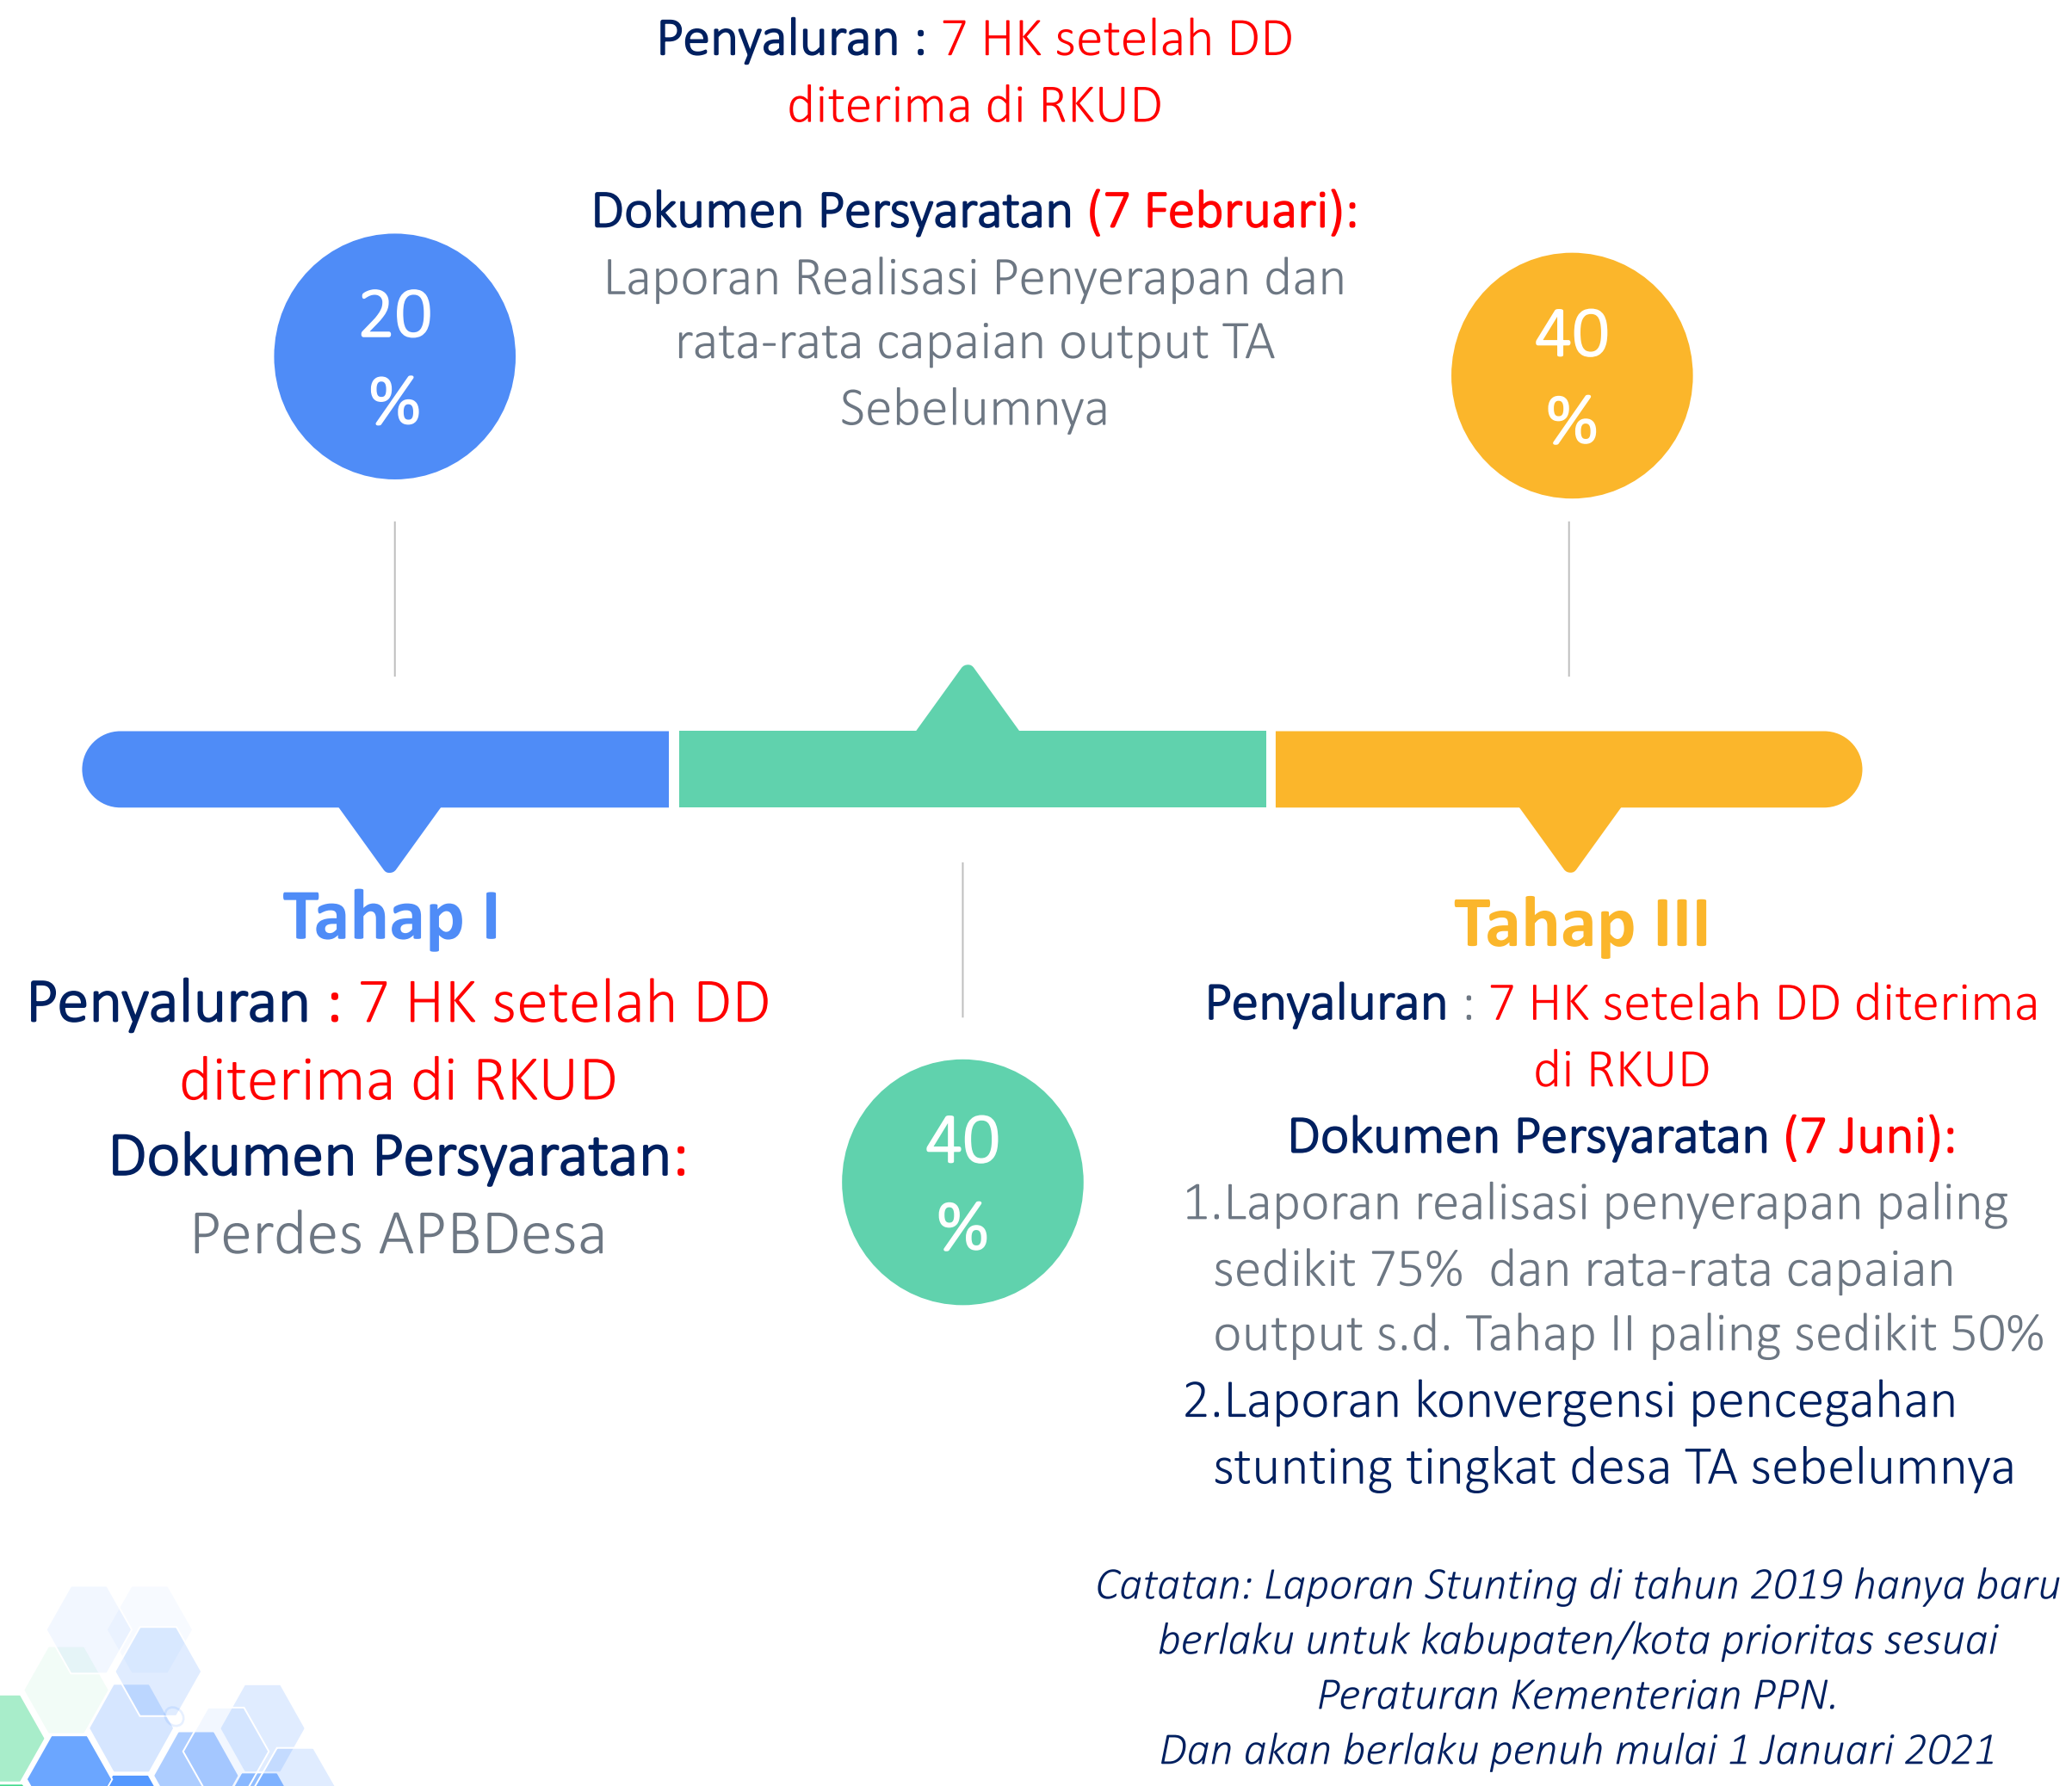 Penyaluran : 7 HK setelah DD
diterima di RKUD
Dokumen Persyaratan (7 Februari):
Laporan Realisasi Penyerapan dan
rata-rata capaian output TA
Sebelumnya
20
%
40
%
Tahap I
Penyaluran : 7 HK setelah DD
diterima di RKUD
Dokumen Persyaratan:
Perdes APBDesa
40
%
Tahap III
Penyaluran : 7 HK setelah DD diterima
di RKUD
Dokumen Persyaratan (7 Juni):
1.Laporan realisasi penyerapan paling
sedikit 75% dan rata-rata capaian
output s.d. Tahap II paling sedikit 50%
2.Laporan konvergensi pencegahan
stunting tingkat desa TA sebelumnya
Catatan: Laporan Stunting di tahun 2019 hanya baru
berlaku untuk kabupaten/kota prioritas sesuai
Peraturan Kementerian PPN.
Dan akan berlaku penuh mulai 1 Januari 2021